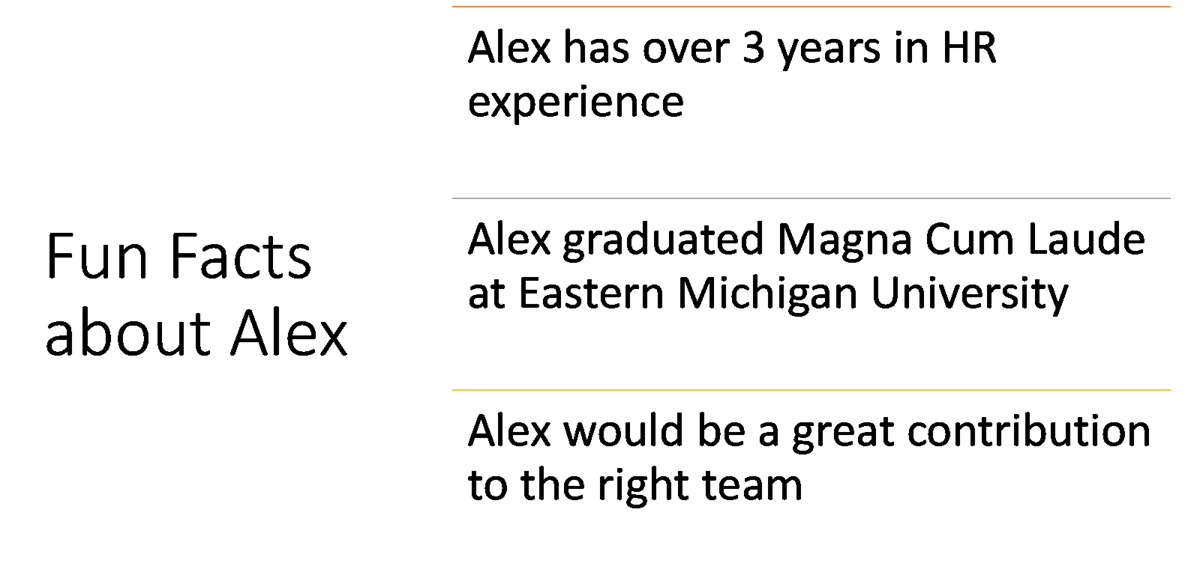 Fun Facts
about Alex
Alex has over 3 years in HR
experience
Alex graduated Magna Cum Laude
at Eastern Michigan University
Alex would be a great contribution
to the right team